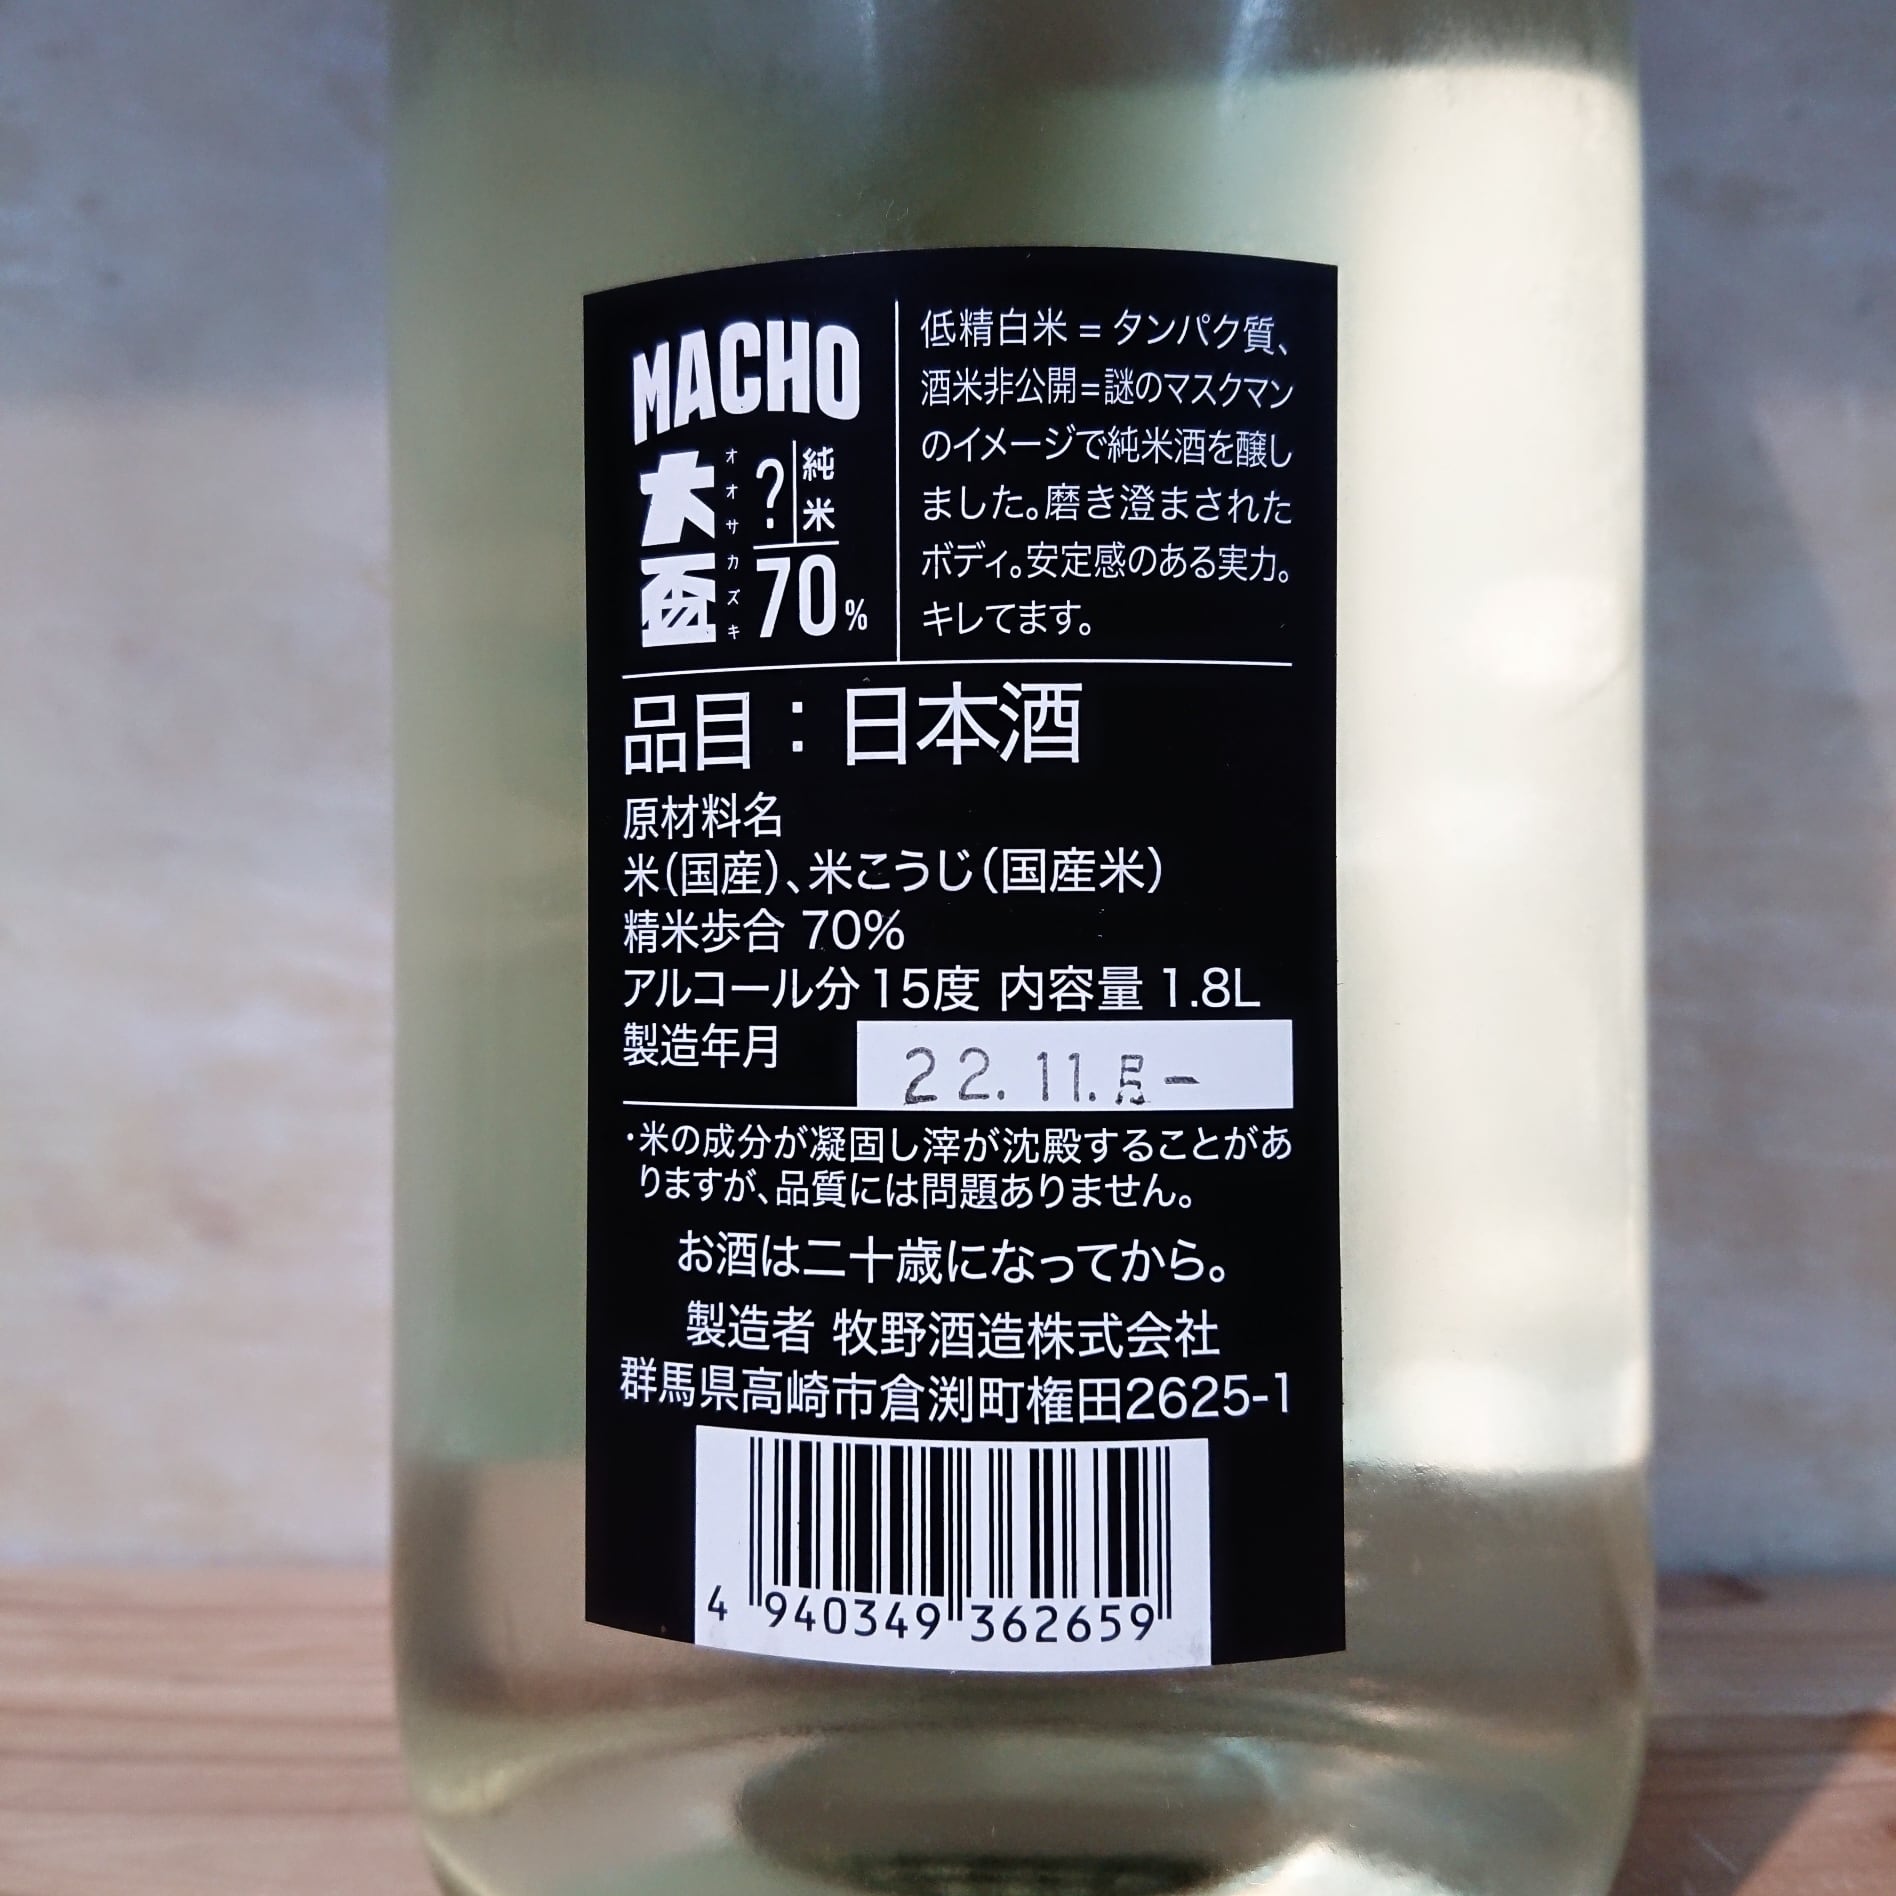 MACHO
大盃
オオサカズキ
?
純米
70%
低精白米=タンパク質、
酒米非公開=謎のマスクマン
のイメージで純米酒を醸し
ました。磨き澄まされた
ボディ。安定感のある実力。
キレてます。
品目：日本酒
原材料名
米(国産)、米こうじ(国産米)
精米歩合 70%
アルコール分15度 内容量1.8L
製造年月
22.11.
・米の成分が凝固し滓が沈殿することがあ
りますが、品質には問題ありません。
お酒は二十歳になってから。
製造者 牧野酒造株式会社
群馬県高崎市倉渕町権田2625-1
4 940349 362659